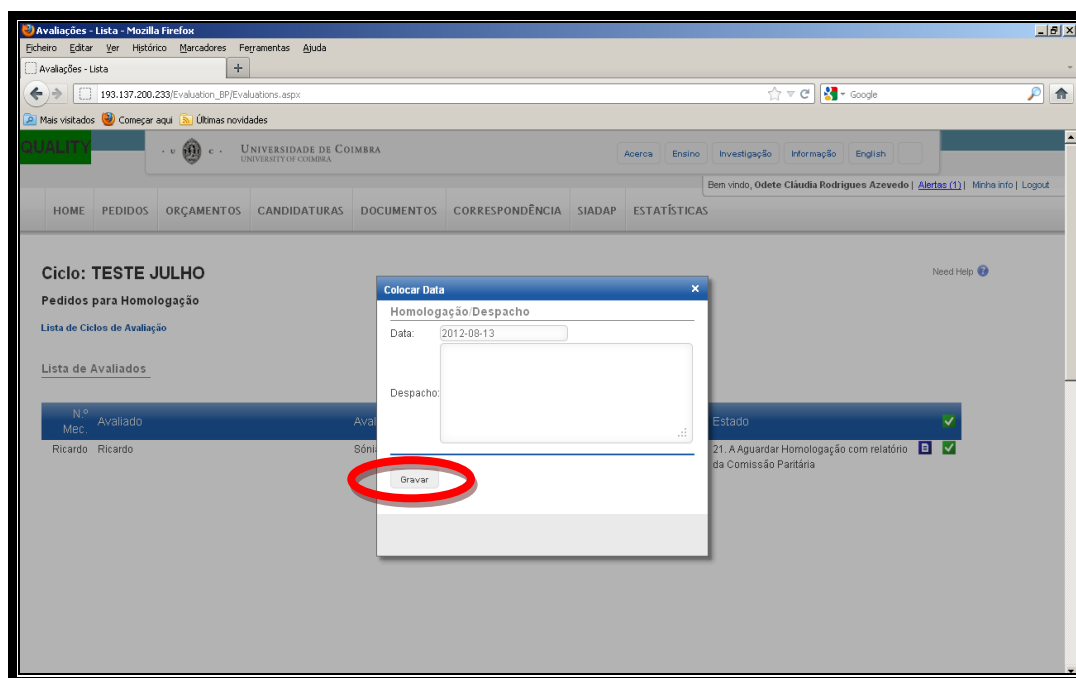 Avaliações - Lista - Mozilla Firefox
Ficheiro Editar Ver Histórico Marcadores Ferramentas Ajuda
Avaliações - Lista +
193.137.200.233/Evaluation_BP/Evaluations.aspx Google
Mais visitados Começar aqui Últimas novidades
QUALITY
· U C · UNIVERSIDADE DE COIMBRA
UNIVERSITY OF COIMBRA
Acerca Ensino Investigação Informação English
Bem vindo, Odete Cláudia Rodrigues Azevedo | Alertas (1) | Minha info | Logout
HOME PEDIDOS ORÇAMENTOS CANDIDATURAS DOCUMENTOS CORRESPONDÊNCIA SIADAP ESTATÍSTICAS
Ciclo: TESTE JULHO
Need Help ?
Pedidos para Homologação
Lista de Ciclos de Avaliação
Lista de Avaliados
N.º Mec. Avaliado Aval Estado
Ricardo Ricardo Sóni 21. A Aguardar Homologação com relatório
da Comissão Paritária
Colocar Data ×
Homologação/Despacho
Data: 2012-08-13
Despacho:
Gravar